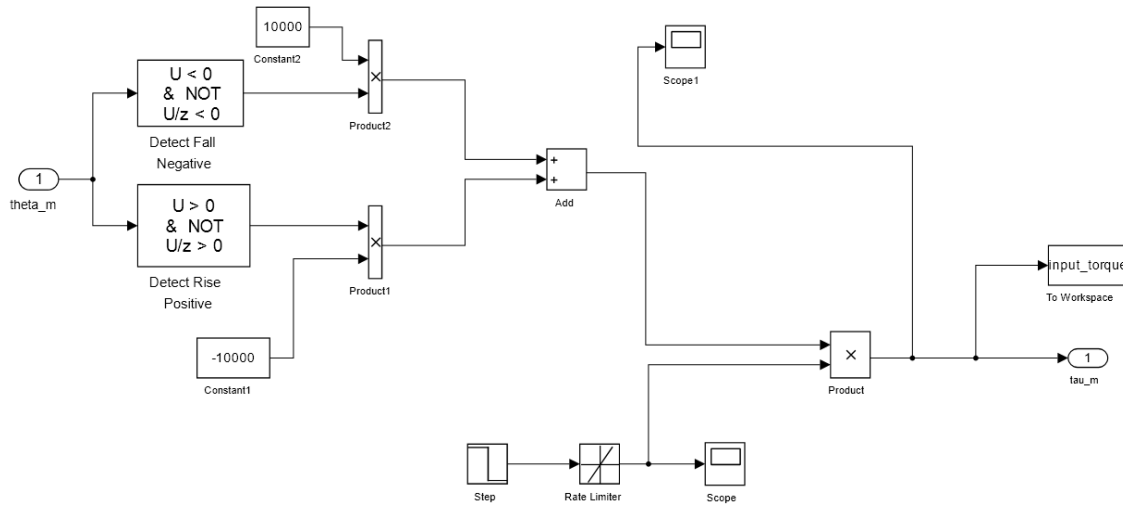 10000
Constant2
U < 0
& NOT
U/z < 0
Detect Fall
Negative
×
Product2
Scope1
1
theta_m
+
+
Add
U > 0
& NOT
U/z > 0
Detect Rise
Positive
×
Product1
input_torque
To Workspace
-10000
Constant1
×
Product
1
tau_m
Step
Rate Limiter
Scope